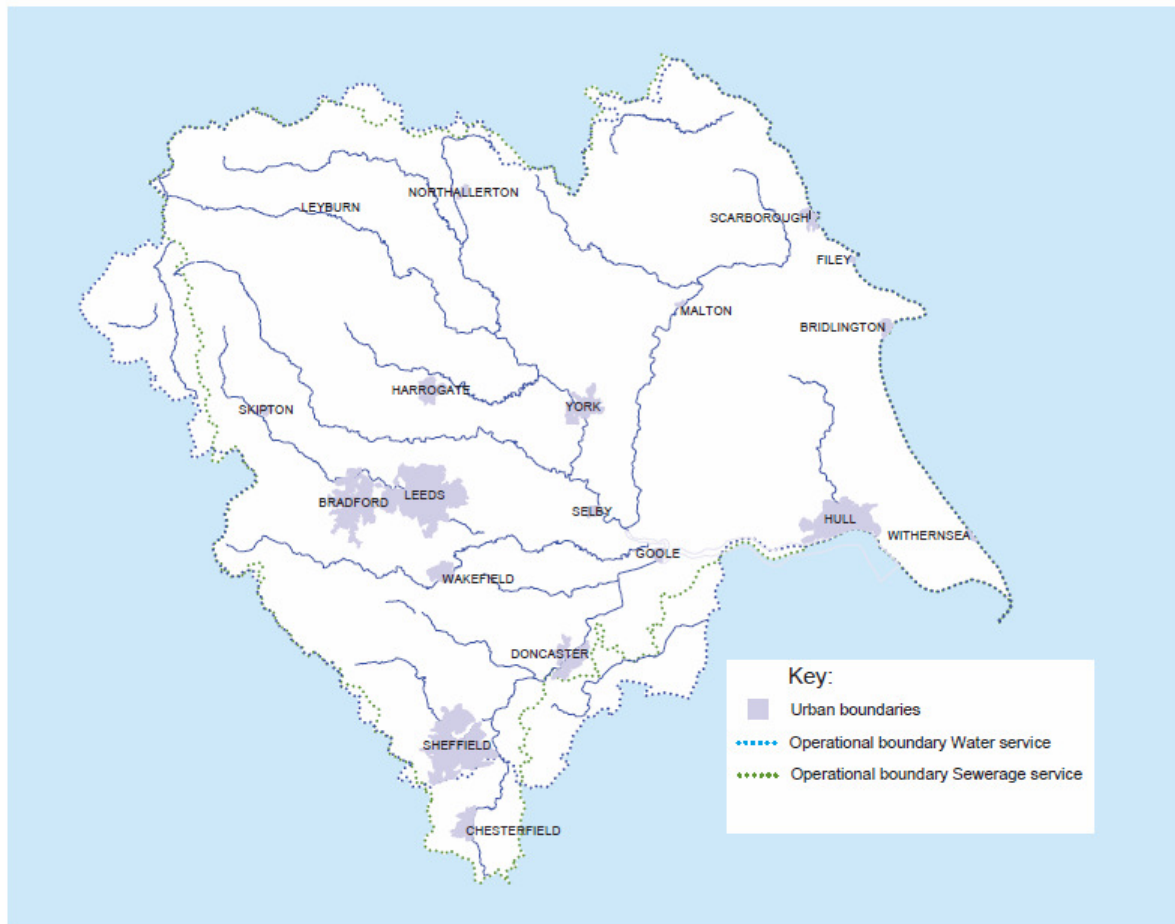 NORTHALLERTON
LEYBURN
SCARBOROUGH
FILEY
MALTON
BRIDLINGTON
HARROGATE
SKIPTON
YORK
LEEDS
BRADFORD
SELBY
HULL
WITHERNSEA
GOOLE
WAKEFIELD
DONCASTER
SHEFFIELD
CHESTERFIELD
Key:
Urban boundaries
Operational boundary Water service
Operational boundary Sewerage service